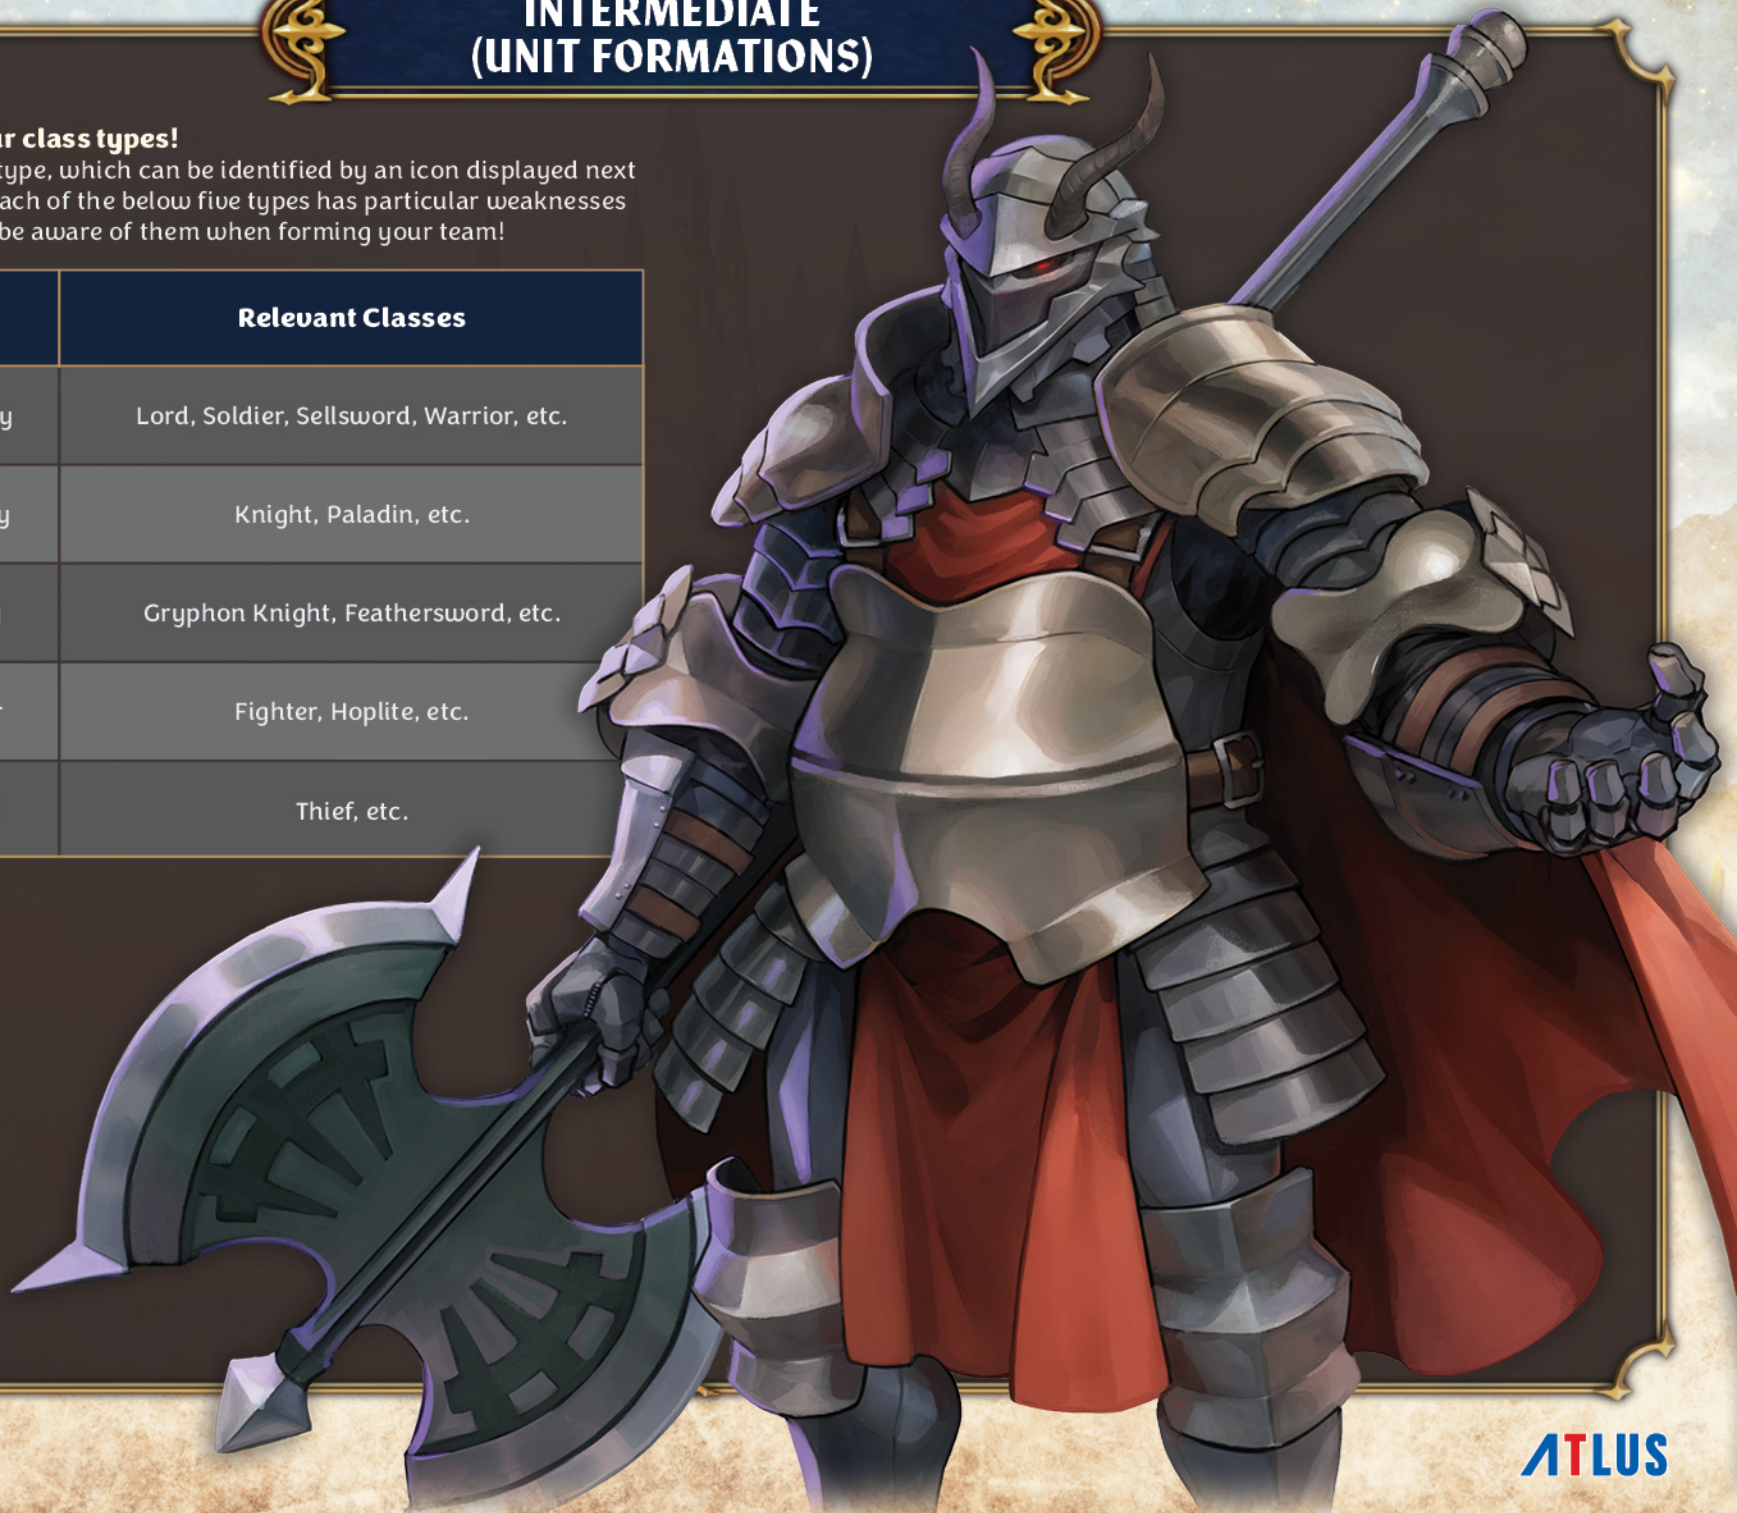 INTERMEDIATE
(UNIT FORMATIONS)
class types!
type, which can be identified by an icon displayed next
of the below five types has particular weaknesses
be aware of them when forming your team!
Relevant Classes
Lord, Soldier, Sellsword, Warrior, etc.
Knight, Paladin, etc.
Gryphon Knight, Feathersword, etc.
Fighter, Hoplite, etc.
Thief, etc.
ATLUS